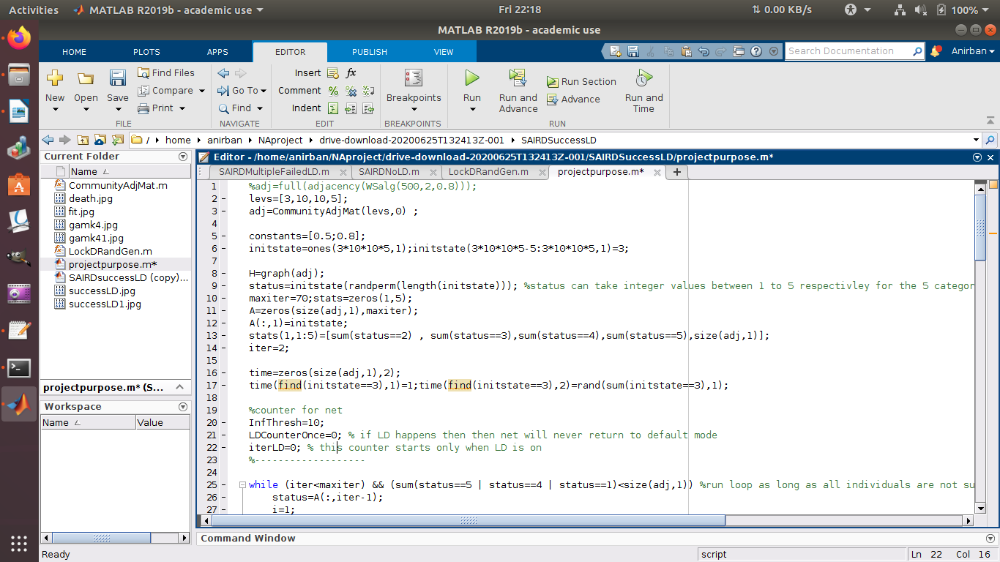 Activities MATLAB R2019b - academic use Fri 22:18 0.00 KB/s 100%
MATLAB R2019b - academic use
HOME PLOTS APPS EDITOR PUBLISH VIEW Search Documentation Anirban
New Open Save Find Files Compare Print
FILE
Go To Find
NAVIGATE
Insert fx Comment % Indent
EDIT
Breakpoints
BREAKPOINTS
Run Run and Advance Run Section Advance Run and Time
RUN
/ home anirban NAproject drive-download-20200625T132413Z-001 SAIRDSuccessLD
Current Folder
Name
CommunityAdjMat.m
death.jpg
fit.jpg
gamk4.jpg
gamk41.jpg
LockDRandGen.m
projectpurpose.m*
SAIRDsuccessLD (copy)...
successLD.jpg
successLD1.jpg
projectpurpose.m* (S...
Workspace
Name Value
Editor - /home/anirban/NAproject/drive-download-20200625T132413Z-001/SAIRDSuccessLD/projectpurpose.m*
SAIRDMultipleFailedLD.m SAIRDNoLD.m LockDRandGen.m projectpurpose.m* +
1 %adj=full(adjacency(WSalg(500,2,0.8)));
2 - levs=[3,10,10,5];
3 - adj=CommunityAdjMat(levs,0) ;
4
5 - constants=[0.5;0.8];
6 - initstate=ones(3*10*10*5,1);initstate(3*10*10*5-5:3*10*10*5,1)=3;
7
8 - H=graph(adj);
9 - status=initstate(randperm(length(initstate))); %status can take integer values between 1 to 5 respectivley for the 5 categor
10 - maxiter=70;stats=zeros(1,5);
11 - A=zeros(size(adj,1),maxiter);
12 - A(:,1)=initstate;
13 - stats(1,1:5)=[sum(status==2) , sum(status==3),sum(status==4),sum(status==5),size(adj,1)];
14 - iter=2;
15
16 - time=zeros(size(adj,1),2);
17 - time(find(initstate==3),1)=1;time(find(initstate==3),2)=rand(sum(initstate==3),1);
18
19 %counter for net
20 - InfThresh=10;
21 - LDCounterOnce=0; % if LD happens then then net will never return to default mode
22 - iterLD=0; % this counter starts only when LD is on
23 %-------------------
24
25 - while (iter<maxiter) && (sum(status==5 | status==4 | status==1)<size(adj,1)) %run loop as long as all individuals are not su
26 - status=A(:,iter-1);
27 - i=1;
Command Window
Ready script Ln 22 Col 16